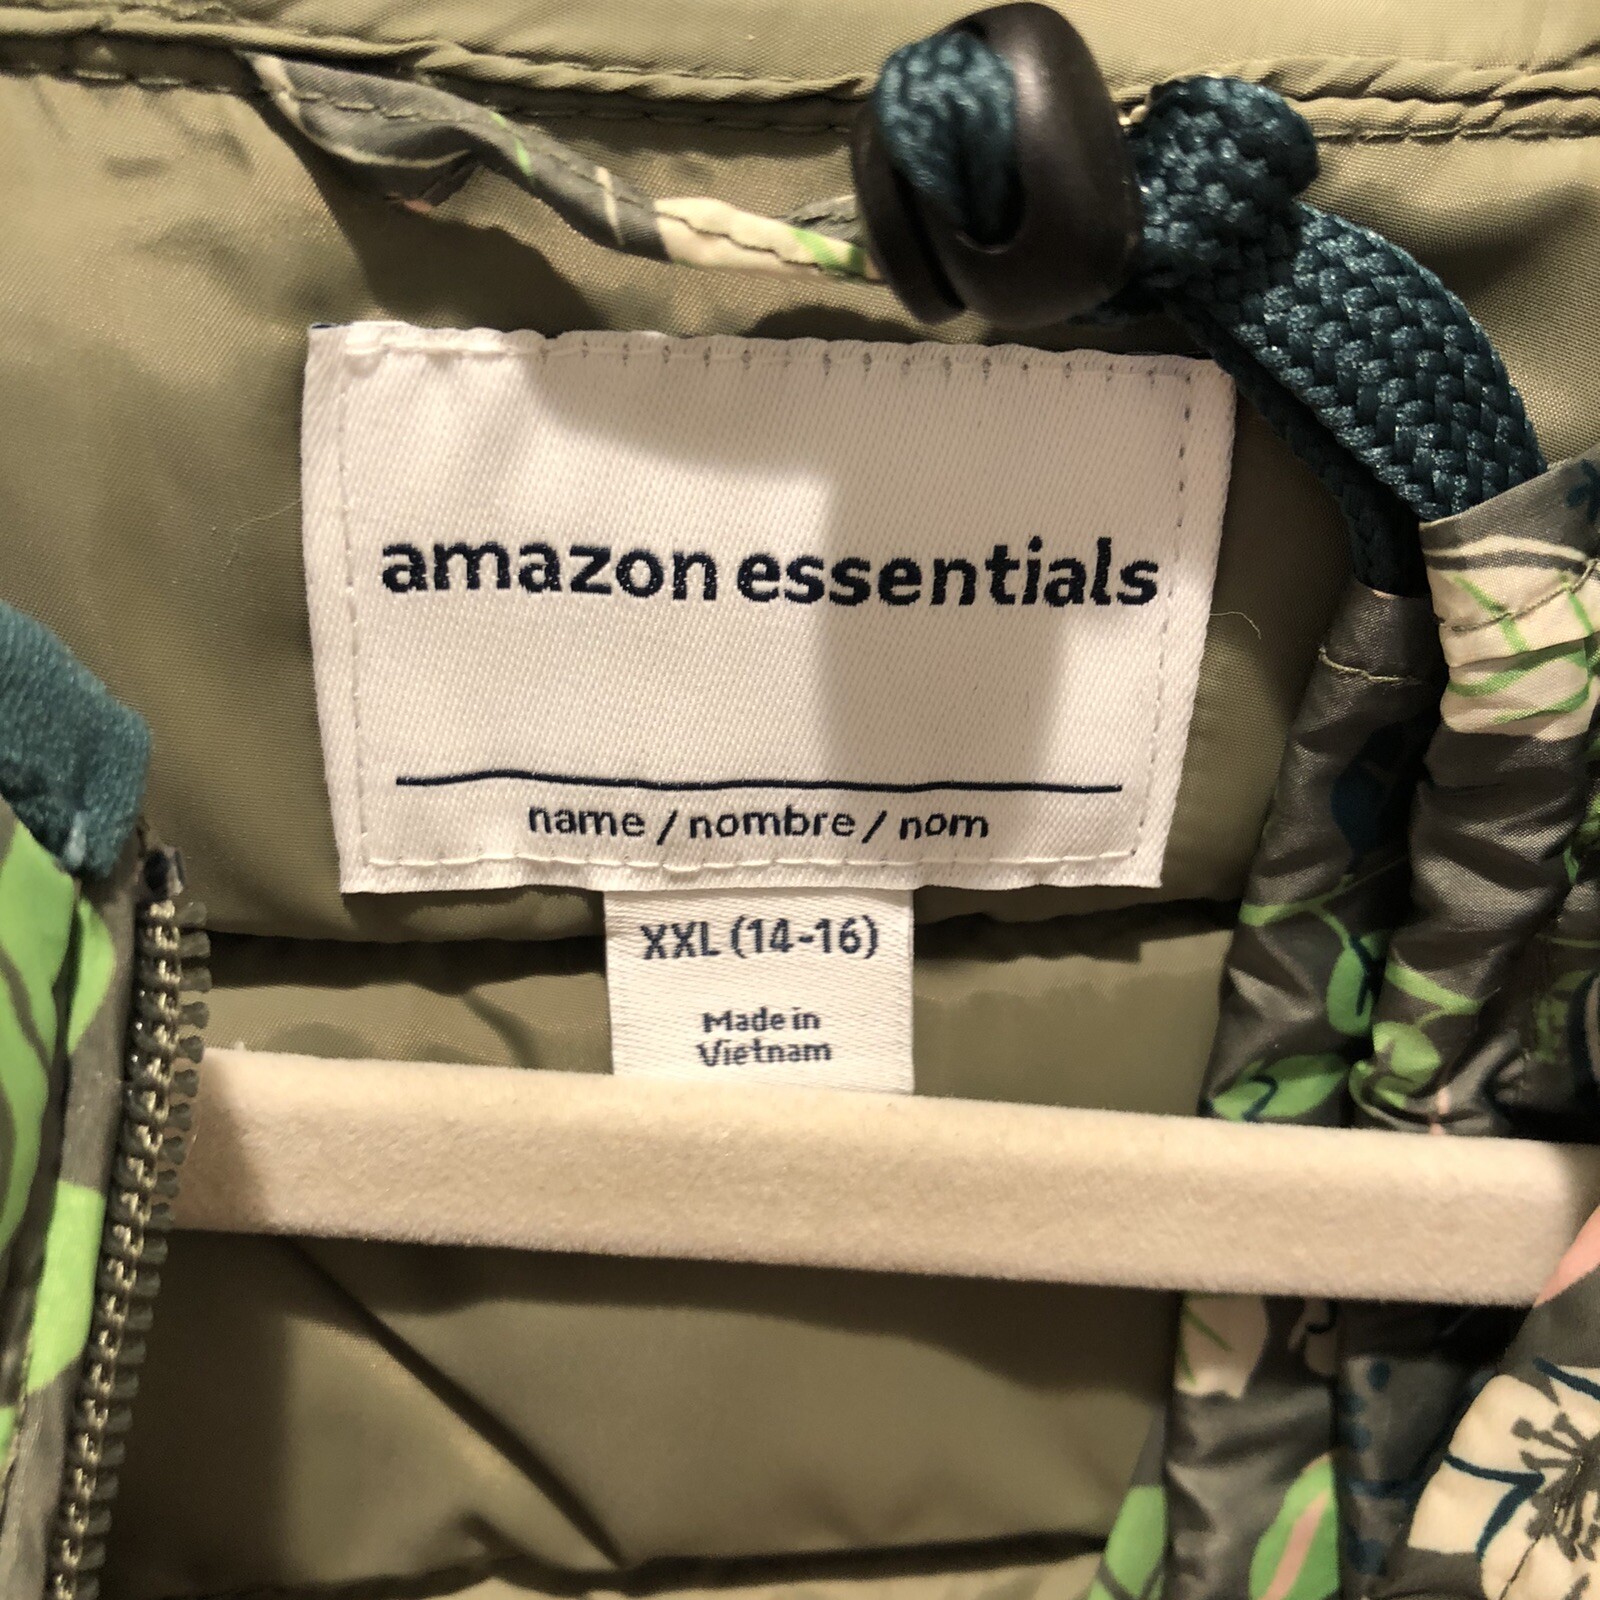 amazon essentials
name / nombre / nom
XXL (14-16)
Made in
Vietnam